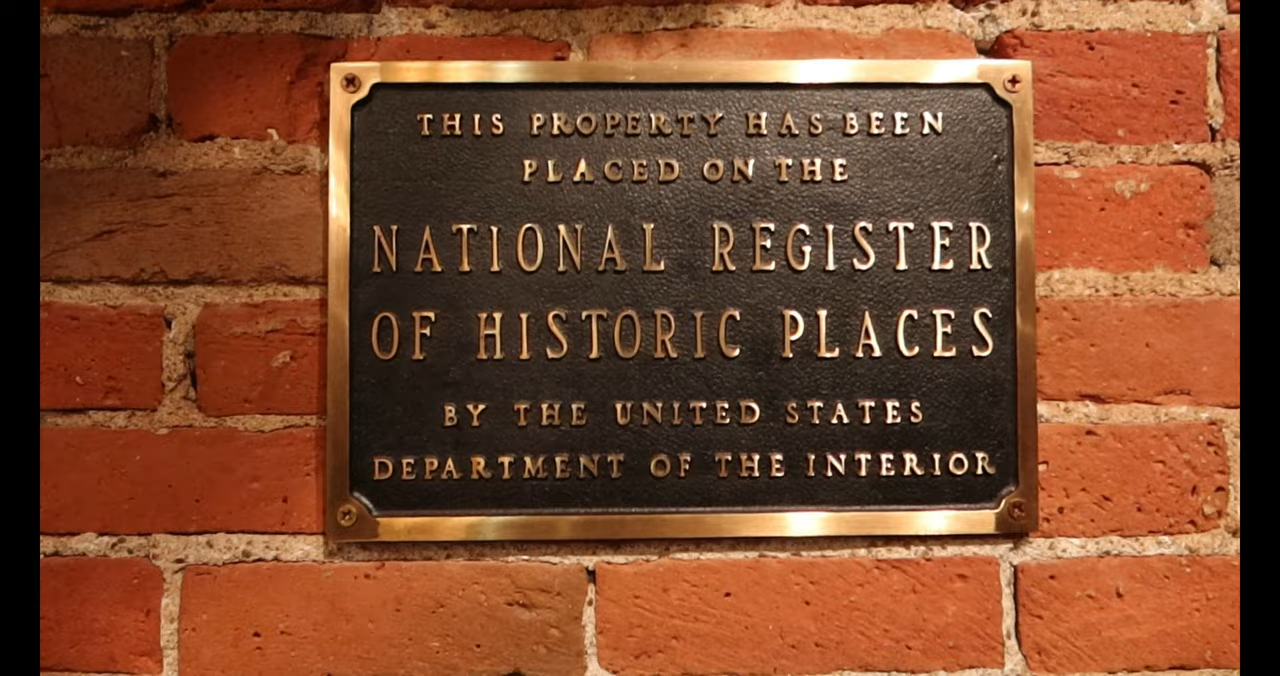 THIS PROPERTY HAS BEEN
PLACED ON THE
NATIONAL REGISTER
OF HISTORIC PLACES
BY THE UNITED STATES
DEPARTMENT OF THE INTERIOR